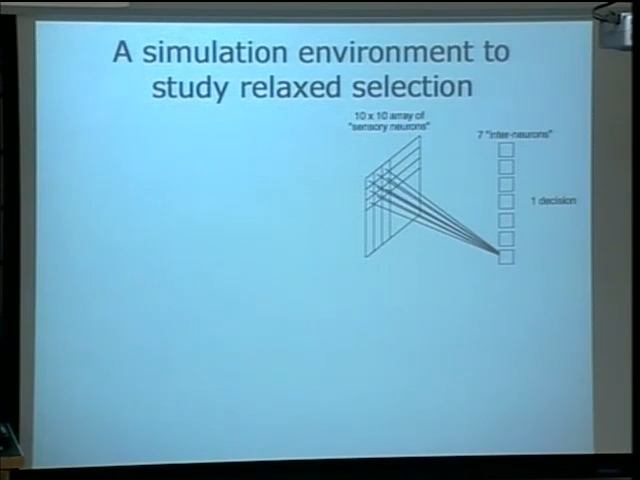 A simulation environment to
study relaxed selection
10 x 10 array of
"sensory neurons"
7 "inter-neurons"
1 decision